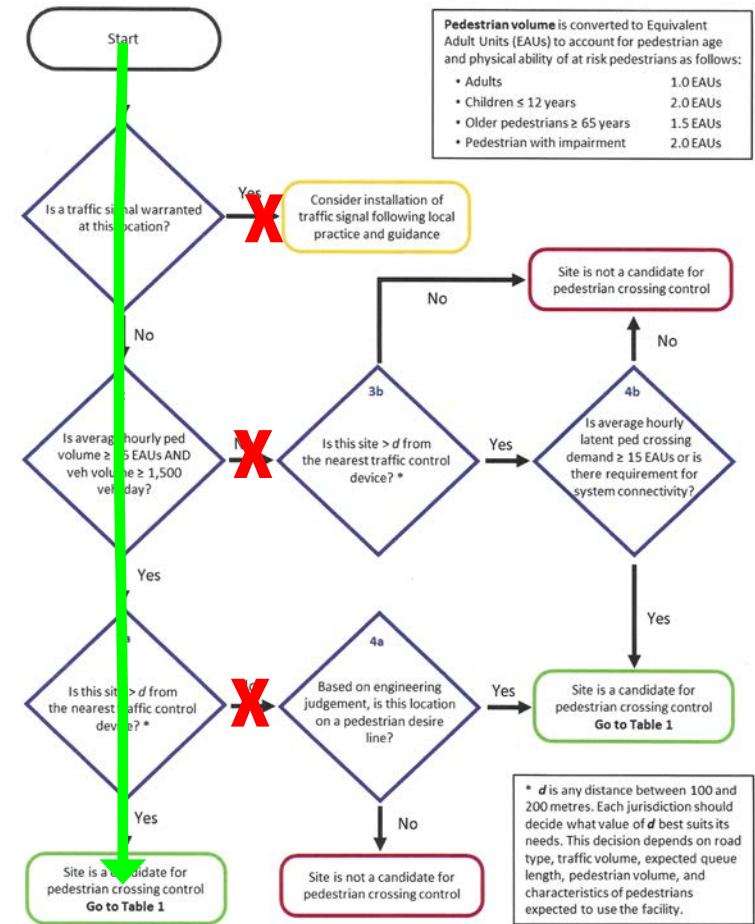 Start
Pedestrian volume is converted to Equivalent
Adult Units (EAUs) to account for pedestrian age
and physical ability of at risk pedestrians as follows:
• Adults 1.0 EAUs
• Children ≤ 12 years 2.0 EAUs
• Older pedestrians ≥ 65 years 1.5 EAUs
• Pedestrian with impairment 2.0 EAUs
Is a traffic signal warranted
at this location?
Yes
Consider installation of
traffic signal following local
practice and guidance
No
Site is not a candidate for
pedestrian crossing control
No
No
Is average hourly ped
volume ≥ EAUs AND
veh volume ≥ 1,500
veh/day?
3b
Is this site > d from
the nearest traffic control
device? *
Yes
4b
Is average hourly
latent ped crossing
demand ≥ 15 EAUs or is
there requirement for
system connectivity?
Yes
Yes
Is this site > d from
the nearest traffic control
device? *
4a
Based on engineering
judgement, is this location
on a pedestrian desire
line?
Yes
Site is a candidate for
pedestrian crossing control
Go to Table 1
Yes
No
Site is a candidate for
pedestrian crossing control
Go to Table 1
Site is not a candidate for
pedestrian crossing control
* d is any distance between 100 and
200 metres. Each jurisdiction should
decide what value of d best suits its
needs. This decision depends on road
type, traffic volume, expected queue
length, pedestrian volume, and
characteristics of pedestrians
expected to use the facility.